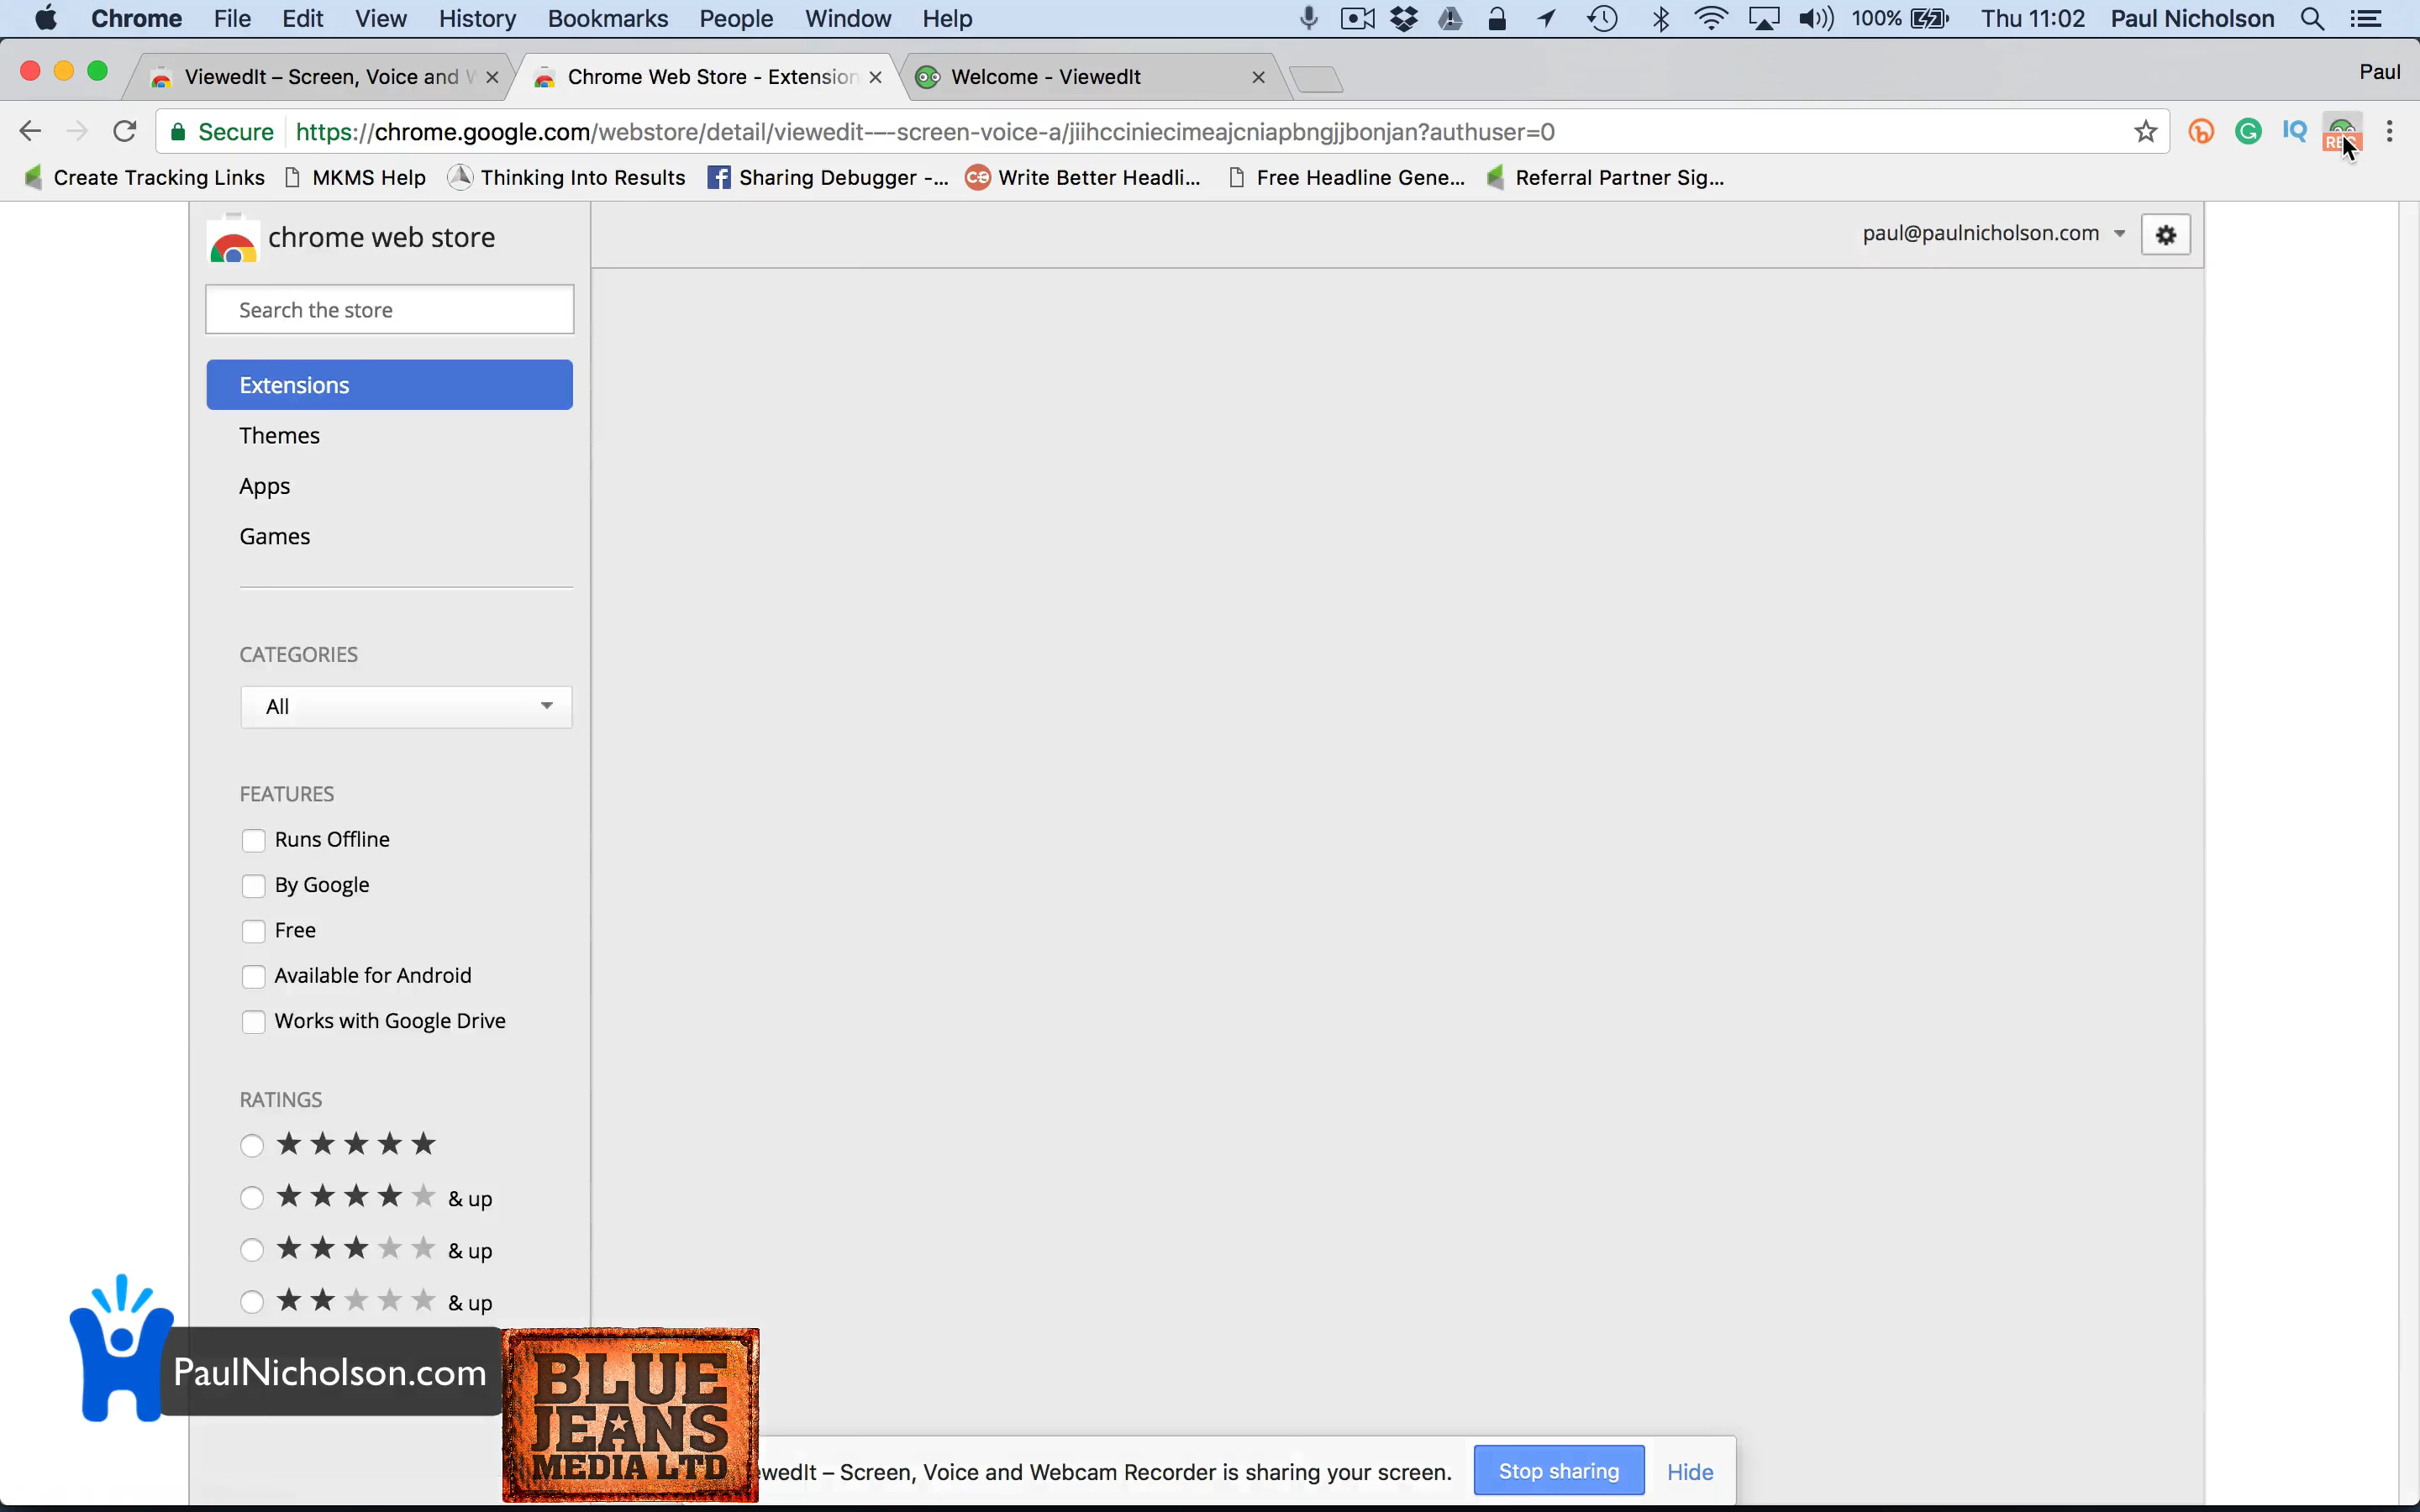 Chrome File Edit View History Bookmarks People Window Help 100% Thu 11:02 Paul Nicholson
ViewedIt – Screen, Voice and Chrome Web Store - Extension Welcome - ViewedIt Paul
Secure https://chrome.google.com/webstore/detail/viewedit-–-screen-voice-a/jiihcciniecimeajcniapbngjjbonjan?authuser=0 IQ REC
Create Tracking Links MKMS Help Thinking Into Results Sharing Debugger -... Write Better Headli... Free Headline Gene... Referral Partner Sig...
chrome web store paul@paulnicholson.com
Search the store
Extensions
Themes
Apps
Games
CATEGORIES
All
FEATURES
Runs Offline
By Google
Free
Available for Android
Works with Google Drive
RATINGS
& up
& up
& up
PaulNicholson.com
BLUE
JEANS
MEDIA LTD
ewedIt – Screen, Voice and Webcam Recorder is sharing your screen. Stop sharing Hide